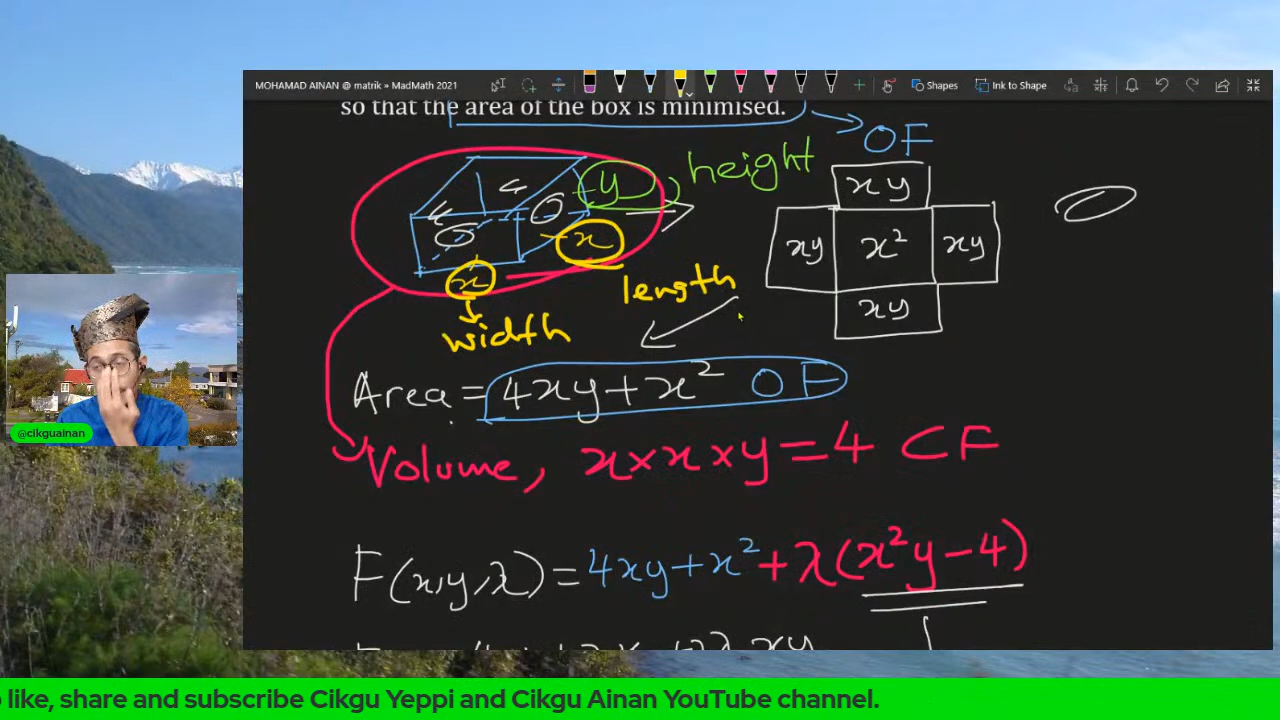 MOHAMAD AINAN @ matrik » MadMath 2021
Shapes
Ink to Shape
so that the area of the box is minimised.
OF
height
y
x
x
length
width
xy
xy
x²
xy
xy
Area = 4xy + x² OF
Volume, x × x × y = 4 CF
F(x,y,λ) = 4xy + x² + λ(x²y − 4)
@cikguainan
like, share and subscribe Cikgu Yeppi and Cikgu Ainan YouTube channel.